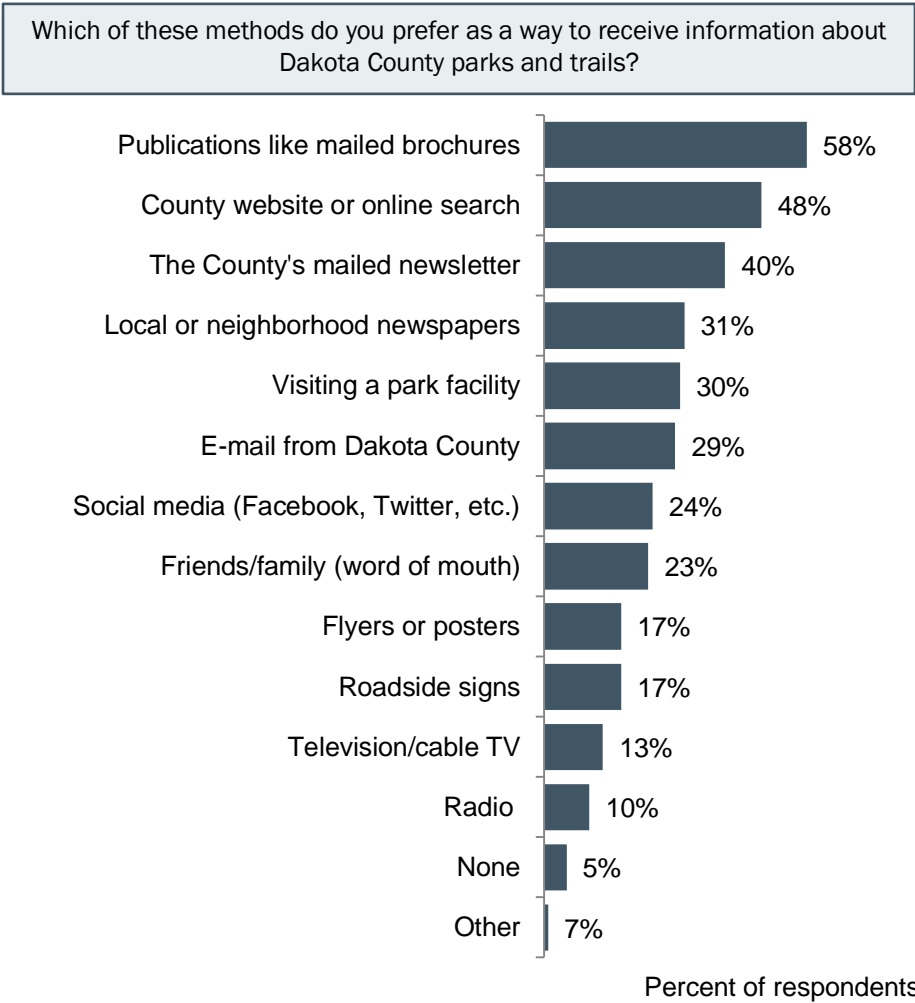 Which of these methods do you prefer as a way to receive information about
Dakota County parks and trails?
Publications like mailed brochures 58%
County website or online search 48%
The County's mailed newsletter 40%
Local or neighborhood newspapers 31%
Visiting a park facility 30%
E-mail from Dakota County 29%
Social media (Facebook, Twitter, etc.) 24%
Friends/family (word of mouth) 23%
Flyers or posters 17%
Roadside signs 17%
Television/cable TV 13%
Radio 10%
None 5%
Other 7%
Percent of respondents